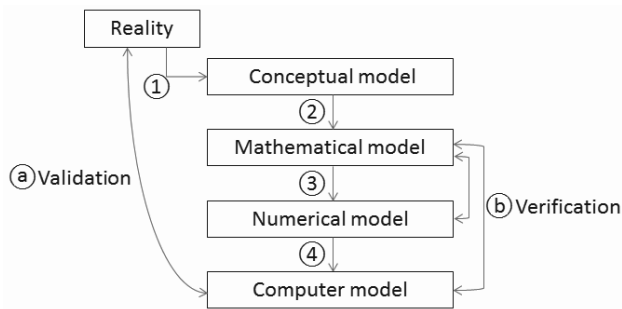 Reality
①
Conceptual model
②
Mathematical model
ⓐ Validation
③
ⓑ Verification
Numerical model
④
Computer model